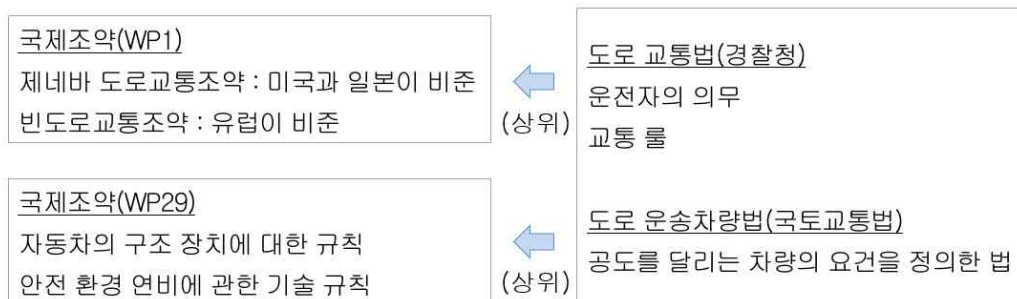 국제조약(WP1)
제네바 도로교통조약 : 미국과 일본이 비준
빈도로교통조약 : 유럽이 비준
(상위)
도로 교통법(경찰청)
운전자의 의무
교통 룰
국제조약(WP29)
자동차의 구조 장치에 대한 규칙
안전 환경 연비에 관한 기술 규칙
(상위)
도로 운송차량법(국토교통법)
공도를 달리는 차량의 요건을 정의한 법